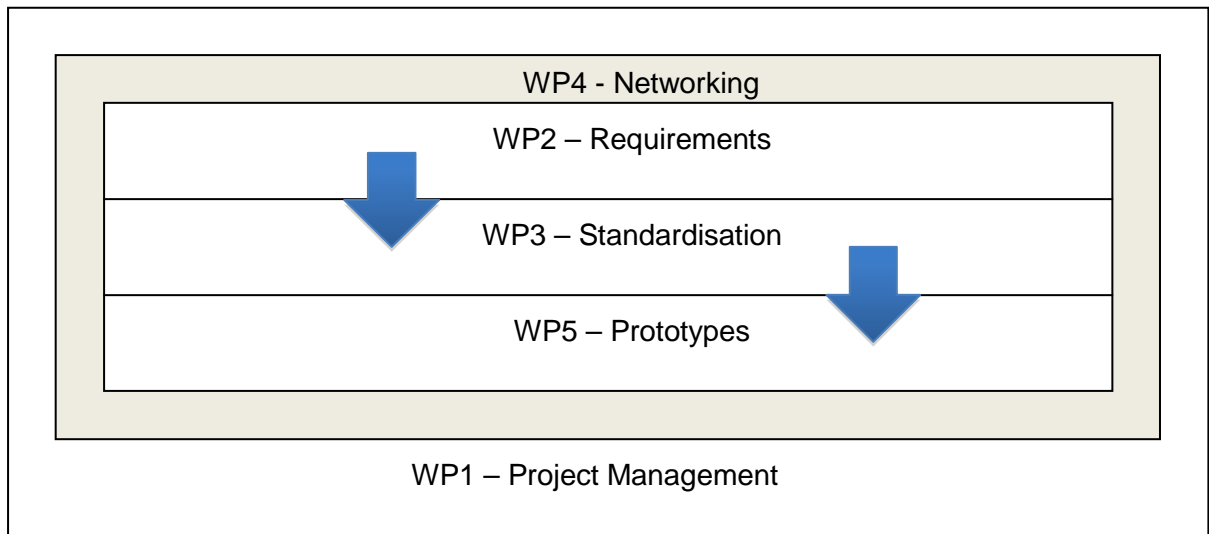 WP4 - Networking
WP2 – Requirements
WP3 – Standardisation
WP5 – Prototypes
WP1 – Project Management